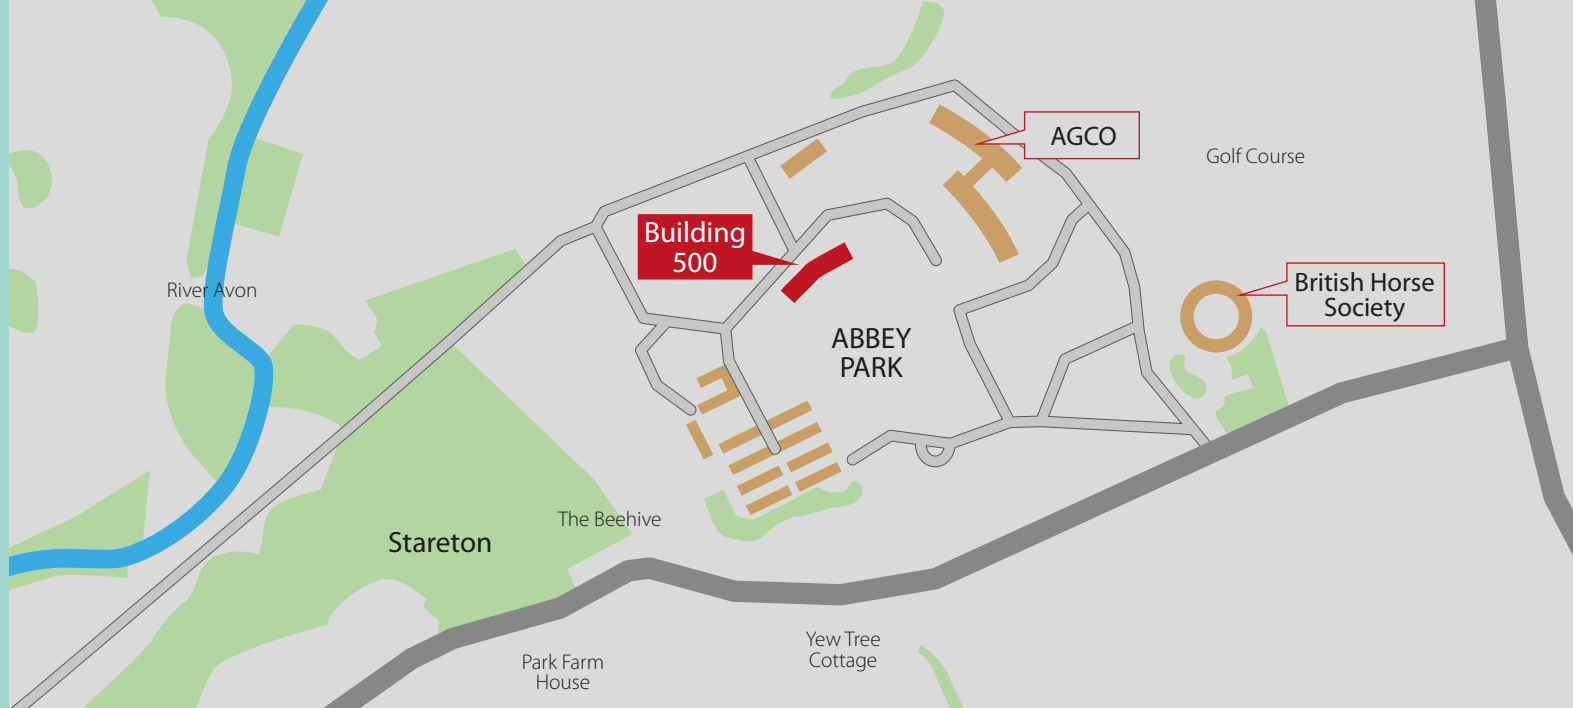 AGCO
Golf Course
Building
500
River Avon
British Horse
Society
ABBEY
PARK
The Beehive
Stareton
Yew Tree
Cottage
Park Farm
House